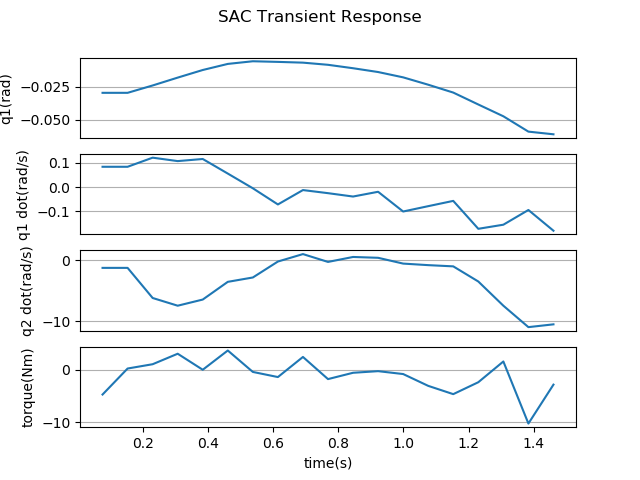 SAC Transient Response
q1(rad)
−0.025
−0.050
q1 dot(rad/s)
0.1
0.0
−0.1
q2 dot(rad/s)
0
−10
torque(Nm)
0
−10
0.2 0.4 0.6 0.8 1.0 1.2 1.4
time(s)